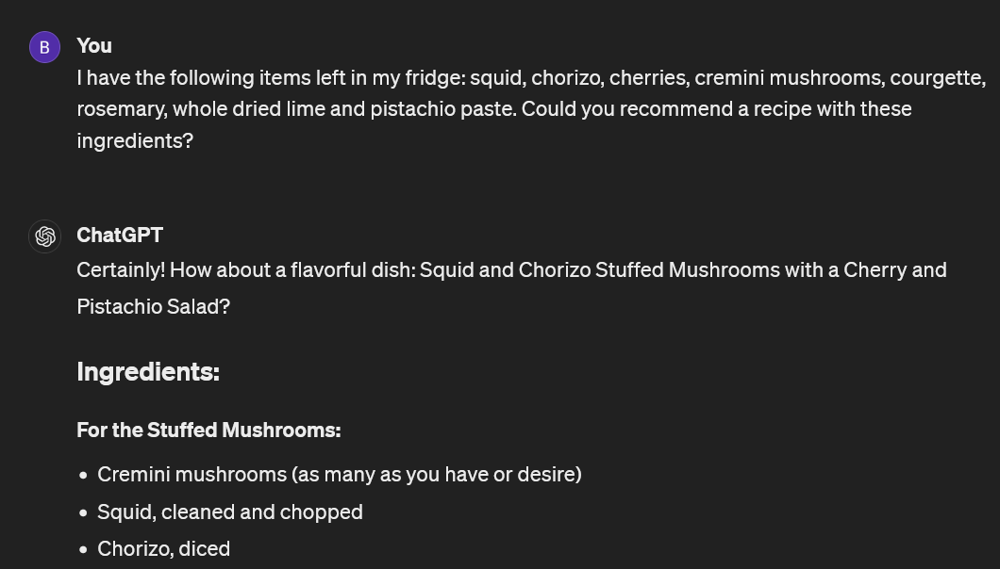 B
You
I have the following items left in my fridge: squid, chorizo, cherries, cremini mushrooms, courgette,
rosemary, whole dried lime and pistachio paste. Could you recommend a recipe with these
ingredients?
ChatGPT
Certainly! How about a flavorful dish: Squid and Chorizo Stuffed Mushrooms with a Cherry and
Pistachio Salad?
Ingredients:
For the Stuffed Mushrooms:
• Cremini mushrooms (as many as you have or desire)
• Squid, cleaned and chopped
• Chorizo, diced